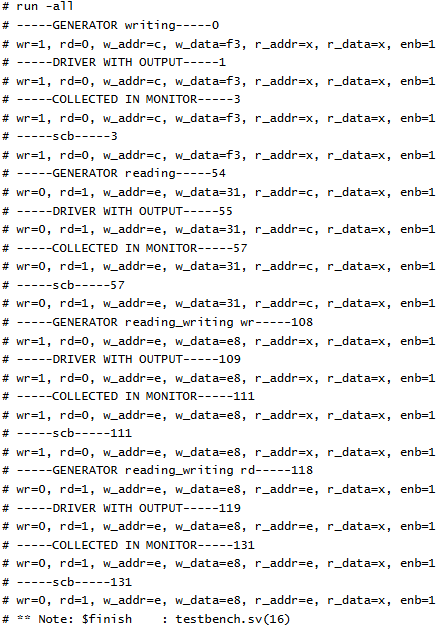 # run -all
# -----GENERATOR writing-----0
# wr=1, rd=0, w_addr=c, w_data=f3, r_addr=x, r_data=x, enb=1
# -----DRIVER WITH OUTPUT-----1
# wr=1, rd=0, w_addr=c, w_data=f3, r_addr=x, r_data=x, enb=1
# -----COLLECTED IN MONITOR-----3
# wr=1, rd=0, w_addr=c, w_data=f3, r_addr=x, r_data=x, enb=1
# -----scb-----3
# wr=1, rd=0, w_addr=c, w_data=f3, r_addr=x, r_data=x, enb=1
# -----GENERATOR reading-----54
# wr=0, rd=1, w_addr=e, w_data=31, r_addr=c, r_data=x, enb=1
# -----DRIVER WITH OUTPUT-----55
# wr=0, rd=1, w_addr=e, w_data=31, r_addr=c, r_data=x, enb=1
# -----COLLECTED IN MONITOR-----57
# wr=0, rd=1, w_addr=e, w_data=31, r_addr=c, r_data=x, enb=1
# -----scb-----57
# wr=0, rd=1, w_addr=e, w_data=31, r_addr=c, r_data=x, enb=1
# -----GENERATOR reading_writing wr-----108
# wr=1, rd=0, w_addr=e, w_data=e8, r_addr=x, r_data=x, enb=1
# -----DRIVER WITH OUTPUT-----109
# wr=1, rd=0, w_addr=e, w_data=e8, r_addr=x, r_data=x, enb=1
# -----COLLECTED IN MONITOR-----111
# wr=1, rd=0, w_addr=e, w_data=e8, r_addr=x, r_data=x, enb=1
# -----scb-----111
# wr=1, rd=0, w_addr=e, w_data=e8, r_addr=x, r_data=x, enb=1
# -----GENERATOR reading_writing rd-----118
# wr=0, rd=1, w_addr=e, w_data=e8, r_addr=e, r_data=x, enb=1
# -----DRIVER WITH OUTPUT-----119
# wr=0, rd=1, w_addr=e, w_data=e8, r_addr=e, r_data=x, enb=1
# -----COLLECTED IN MONITOR-----131
# wr=0, rd=1, w_addr=e, w_data=e8, r_addr=e, r_data=x, enb=1
# -----scb-----131
# wr=0, rd=1, w_addr=e, w_data=e8, r_addr=e, r_data=x, enb=1
# ** Note: $finish    : testbench.sv(16)